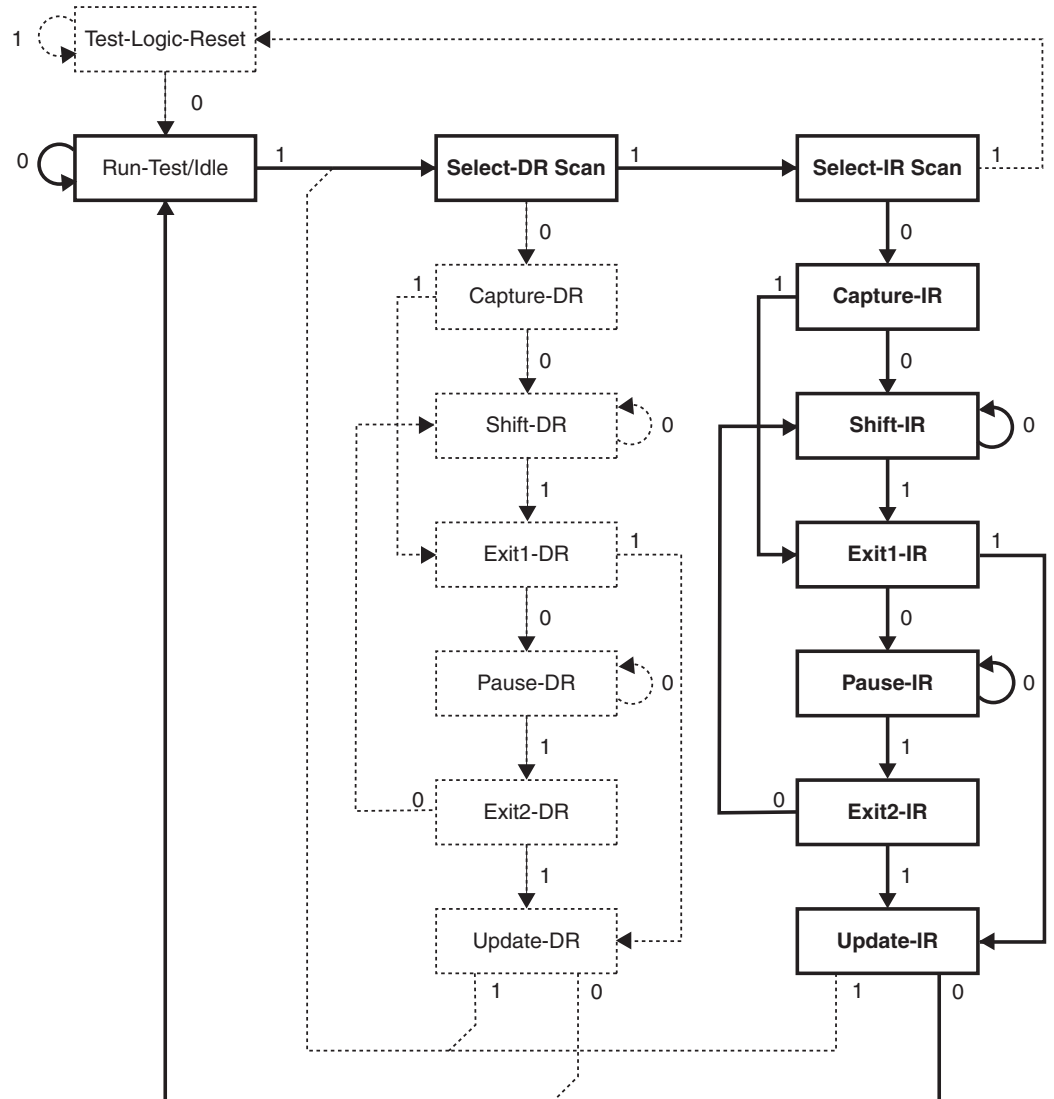 1
Test-Logic-Reset
0
0
Run-Test/Idle
1
Select-DR Scan
1
Select-IR Scan
1
0
0
1
Capture-DR
1
Capture-IR
0
0
Shift-DR
0
Shift-IR
0
1
1
Exit1-DR
1
Exit1-IR
1
0
0
Pause-DR
0
Pause-IR
0
1
1
0
Exit2-DR
0
Exit2-IR
1
1
Update-DR
Update-IR
1
0
1
0